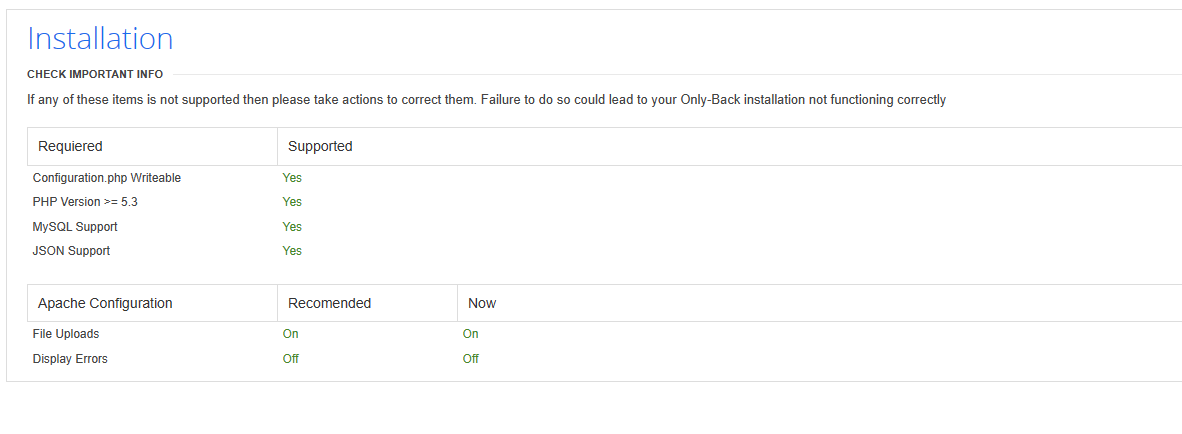 Installation
CHECK IMPORTANT INFO
If any of these items is not supported then please take actions to correct them. Failure to do so could lead to your Only-Back installation not functioning correctly
Requiered Supported
Configuration.php Writeable Yes
PHP Version >= 5.3 Yes
MySQL Support Yes
JSON Support Yes
Apache Configuration Recomended Now
File Uploads On On
Display Errors Off Off